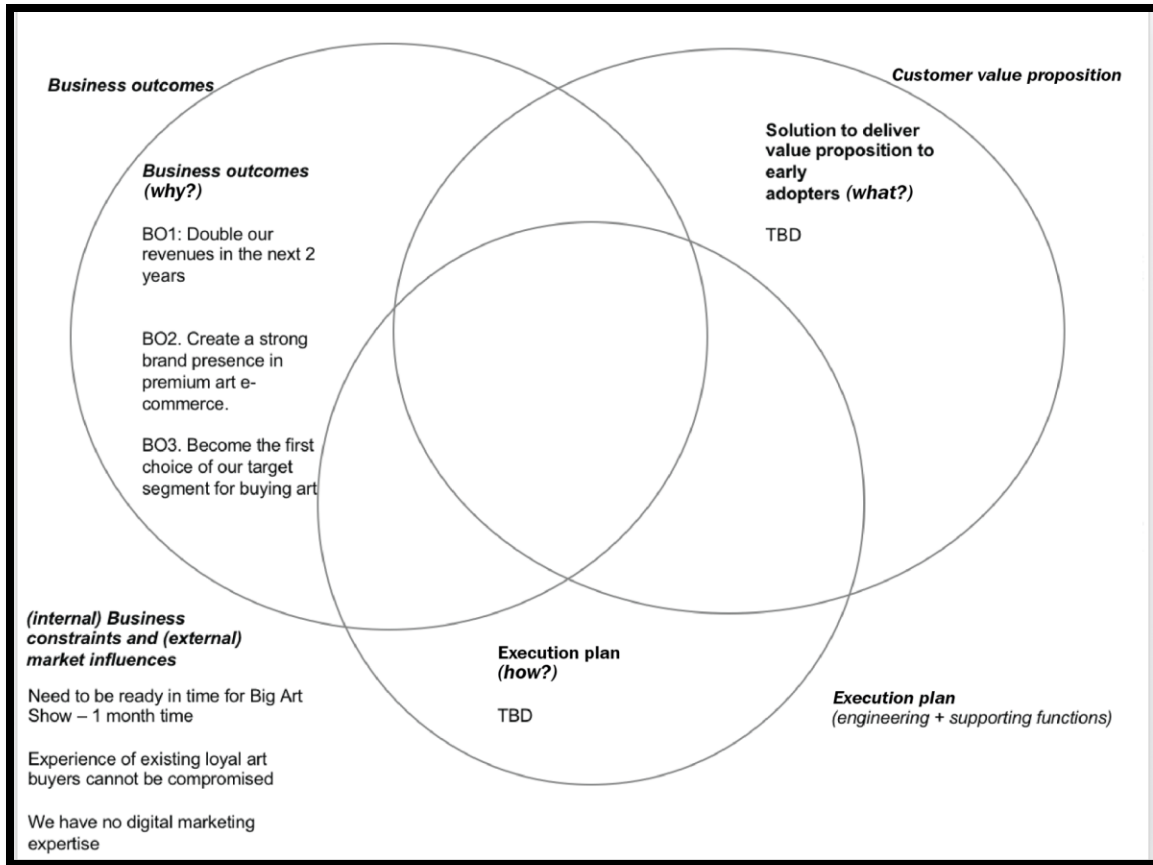 Business outcomes
Customer value proposition
Business outcomes
(why?)
BO1: Double our
revenues in the next 2
years
BO2. Create a strong
brand presence in
premium art e-
commerce.
BO3. Become the first
choice of our target
segment for buying art
Solution to deliver
value proposition to
early
adopters (what?)
TBD
(internal) Business
constraints and (external)
market influences
Need to be ready in time for Big Art
Show – 1 month time
Experience of existing loyal art
buyers cannot be compromised
We have no digital marketing
expertise
Execution plan
(how?)
TBD
Execution plan
(engineering + supporting functions)